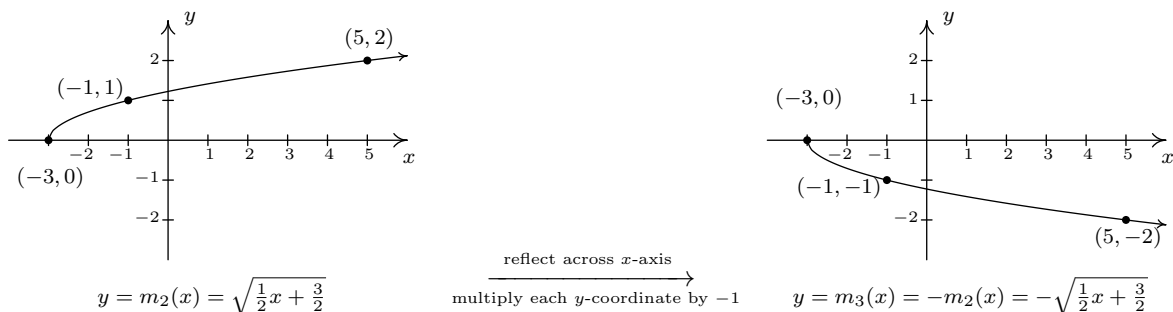 y
(5, 2)
2
(−1, 1)
−2 −1 1 2 3 4 5 x
(−3, 0)
−1
−2
y = m₂(x) = √(½x + 3/2)
reflect across x-axis
multiply each y-coordinate by −1
y
(−3, 0)
2
1
−2 −1 1 2 3 4 5 x
(−1, −1)
−2
(5, −2)
y = m₃(x) = −m₂(x) = −√(½x + 3/2)